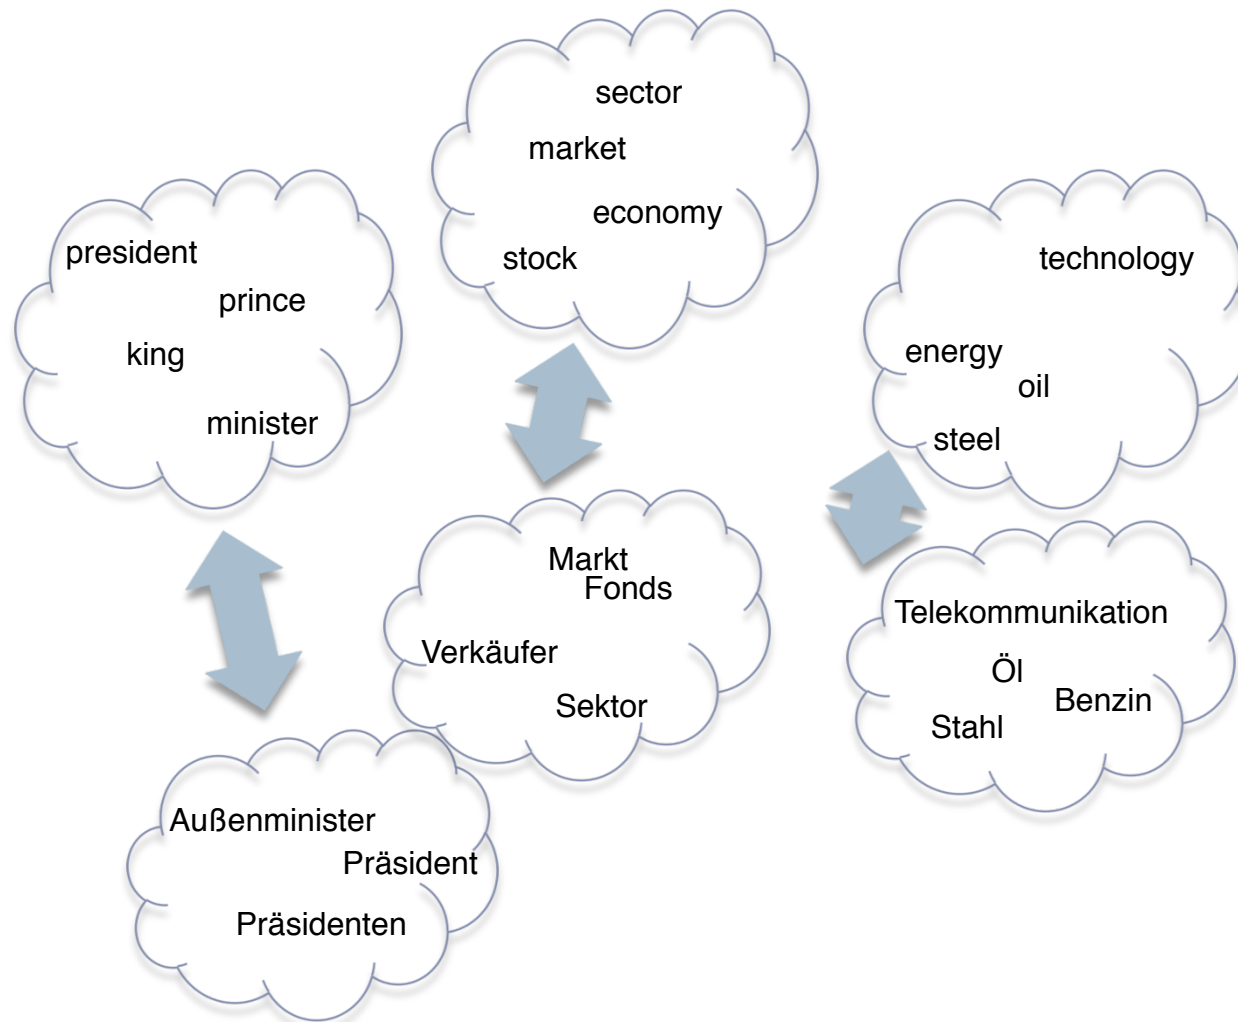 sector
market
economy
stock
president
prince
king
minister
technology
energy
oil
steel
Markt
Fonds
Verkäufer
Sektor
Telekommunikation
Öl
Benzin
Stahl
Außenminister
Präsident
Präsidenten